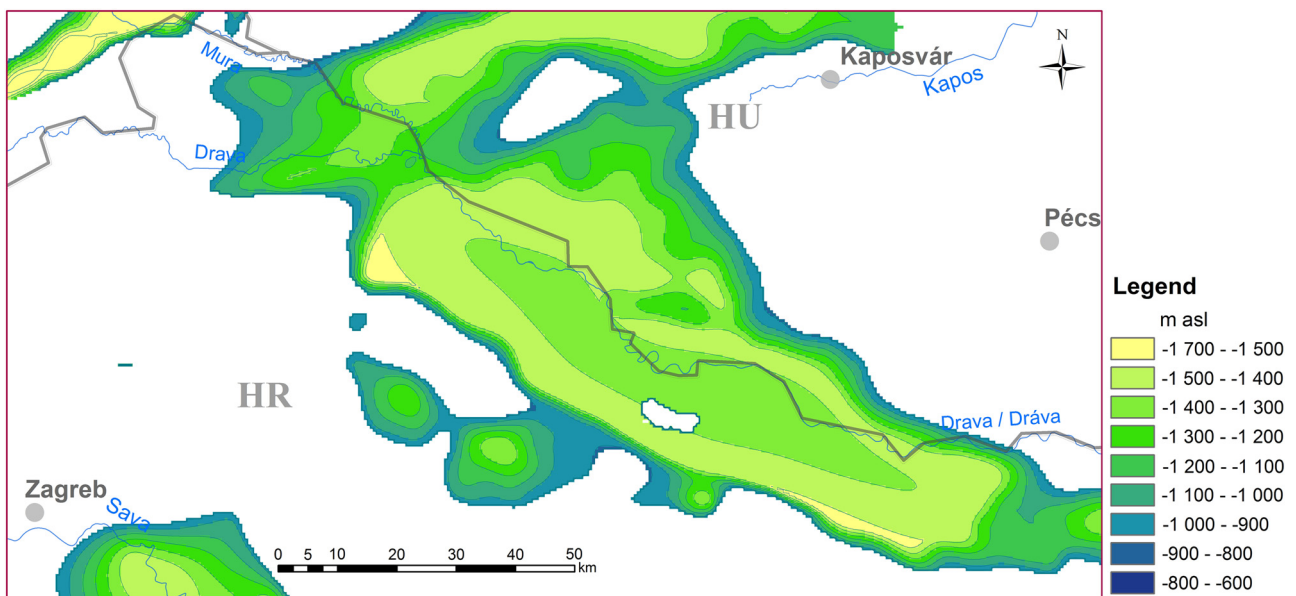 N
Mura
Kaposvár
Kapos
HU
Drava
Pécs
HR
Drava / Dráva
Zagreb
Sava
0 5 10 20 30 40 50
km
Legend
m asl
-1 700 - -1 500
-1 500 - -1 400
-1 400 - -1 300
-1 300 - -1 200
-1 200 - -1 100
-1 100 - -1 000
-1 000 - -900
-900 - -800
-800 - -600